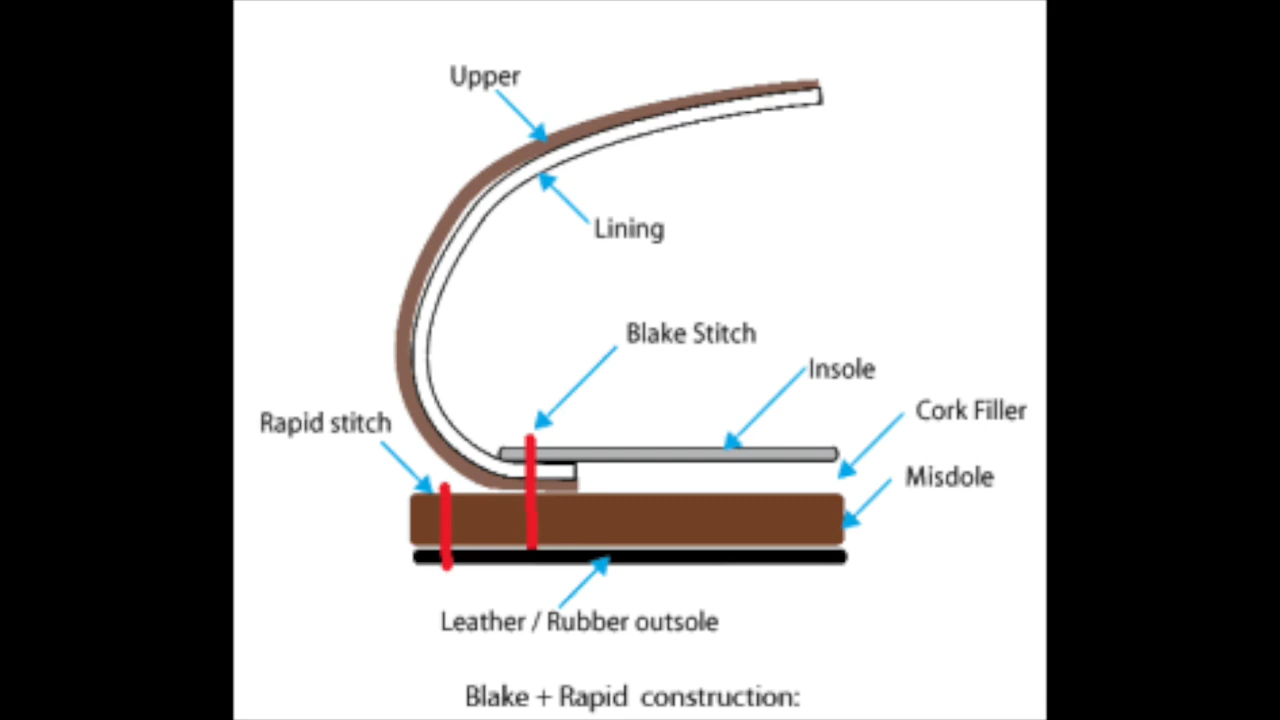 Upper
Lining
Blake Stitch
Insole
Cork Filler
Rapid stitch
Misdole
Leather / Rubber outsole
Blake + Rapid construction: